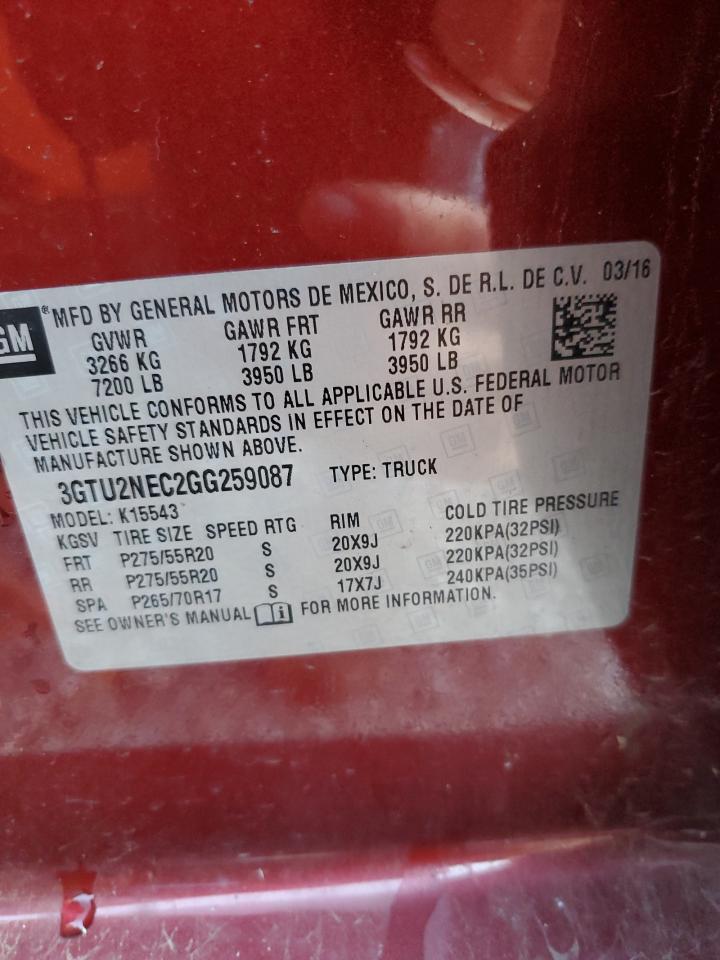 GM ® MFD BY GENERAL MOTORS DE MEXICO, S. DE R.L. DE C.V. 03/16
GVWR GAWR FRT GAWR RR
3266 KG 1792 KG 1792 KG
7200 LB 3950 LB 3950 LB
THIS VEHICLE CONFORMS TO ALL APPLICABLE U.S. FEDERAL MOTOR
VEHICLE SAFETY STANDARDS IN EFFECT ON THE DATE OF
MANUFACTURE SHOWN ABOVE.
3GTU2NEC2GG259087 TYPE: TRUCK
MODEL: K15543
KGSV TIRE SIZE SPEED RTG RIM COLD TIRE PRESSURE
FRT P275/55R20 S 20X9J 220KPA(32PSI)
RR P275/55R20 S 20X9J 220KPA(32PSI)
SPA P265/70R17 S 17X7J 240KPA(35PSI)
SEE OWNER'S MANUAL FOR MORE INFORMATION.